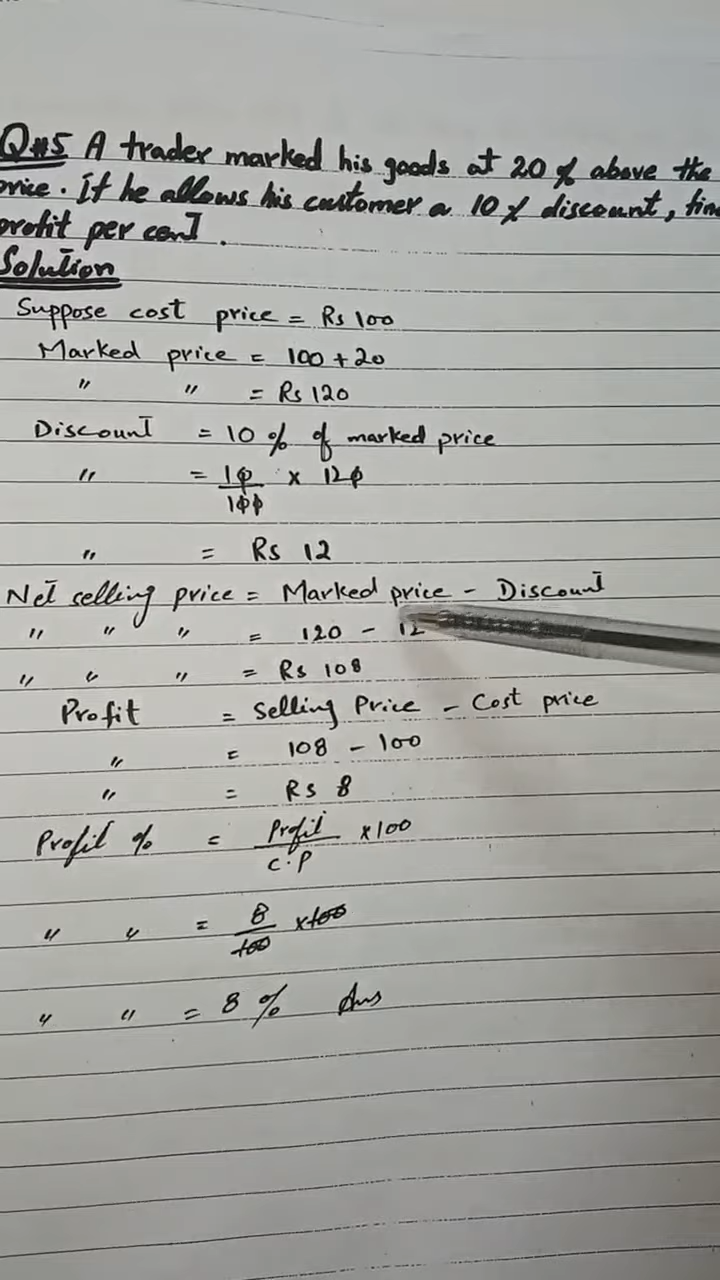 Q#5 A trader marked his goods at 20% above the
price. If he allows his customer a 10% discount, find
profit per cent.
Solution
Suppose cost price = Rs 100
Marked price = 100 + 20
" " = Rs 120
Discount = 10% of marked price
" = 10/100 × 120
" = Rs 12
Net selling price = Marked price - Discount
" " " = 120 - 12
" " " = Rs 108
Profit = Selling Price - Cost price
" = 108 - 100
" = Rs 8
Profit % = Profit/C.P × 100
" " = 8/100 × 100
" " = 8% Ans